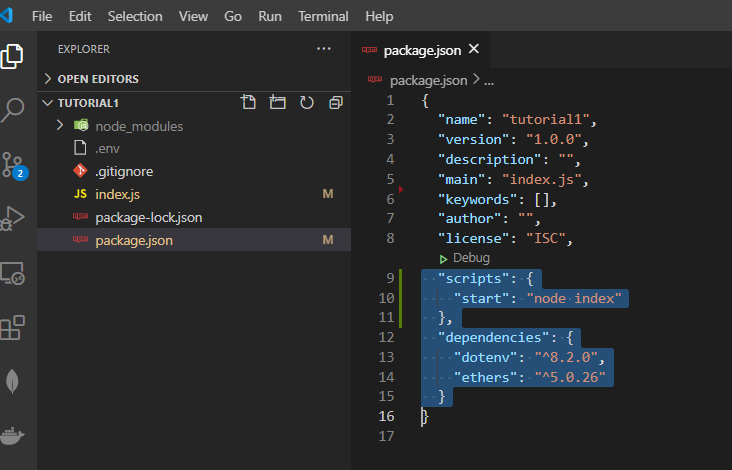 File Edit Selection View Go Run Terminal Help
EXPLORER
OPEN EDITORS
TUTORIAL1
node_modules
.env
.gitignore
JS index.js M
package-lock.json
package.json M
2
package.json
package.json > ...
1 {
2 "name": "tutorial1",
3 "version": "1.0.0",
4 "description": "",
5 "main": "index.js",
6 "keywords": [],
7 "author": "",
8 "license": "ISC",
Debug
9 "scripts": {
10 "start": "node index"
11 },
12 "dependencies": {
13 "dotenv": "^8.2.0",
14 "ethers": "^5.0.26"
15 }
16 }
17